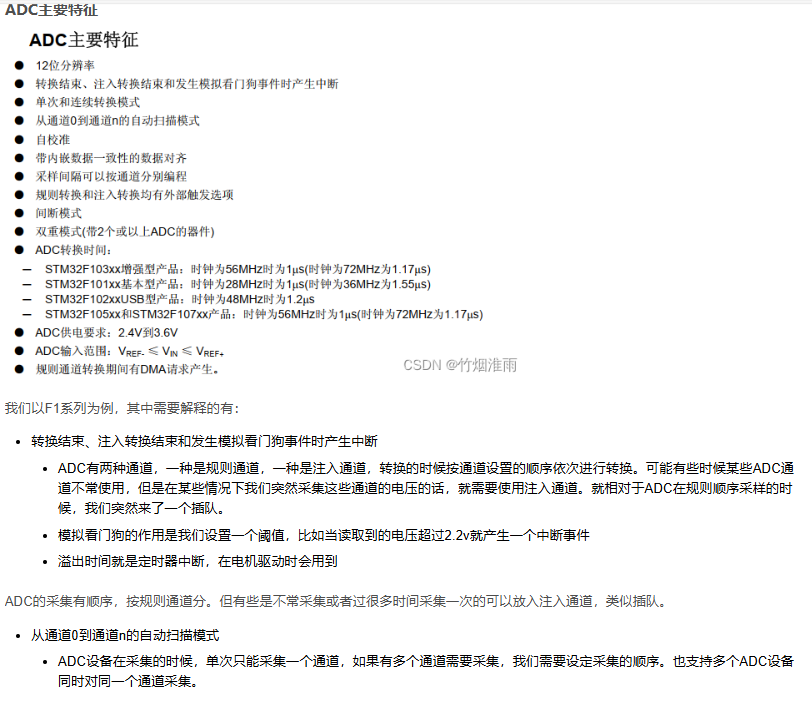 ADC主要特征
ADC主要特征
● 12位分辨率
● 转换结束、注入转换结束和发生模拟看门狗事件时产生中断
● 单次和连续转换模式
● 从通道0到通道n的自动扫描模式
● 自校准
● 带内嵌数据一致性的数据对齐
● 采样间隔可以按通道分别编程
● 规则转换和注入转换均有外部触发选项
● 间断模式
● 双重模式(带2个或以上ADC的器件)
● ADC转换时间：
– STM32F103xx增强型产品：时钟为56MHz时为1μs(时钟为72MHz为1.17μs)
– STM32F101xx基本型产品：时钟为28MHz时为1μs(时钟为36MHz为1.55μs)
– STM32F102xxUSB型产品：时钟为48MHz时为1.2μs
– STM32F105xx和STM32F107xx产品：时钟为56MHz时为1μs(时钟为72MHz为1.17μs)
● ADC供电要求：2.4V到3.6V
● ADC输入范围：VREF- ≤ VIN ≤ VREF+
● 规则通道转换期间有DMA请求产生。
CSDN @竹烟淮雨
我们以F1系列为例，其中需要解释的有：
• 转换结束、注入转换结束和发生模拟看门狗事件时产生中断
• ADC有两种通道，一种是规则通道，一种是注入通道，转换的时候按通道设置的顺序依次进行转换。可能有些时候某些ADC通
道不常使用，但是在某些情况下我们突然采集这些通道的电压的话，就需要使用注入通道。就相对于ADC在规则顺序采样的时
候，我们突然来了一个插队。
• 模拟看门狗的作用是我们设置一个阈值，比如当读取到的电压超过2.2v就产生一个中断事件
• 溢出时间就是定时器中断，在电机驱动时会用到
ADC的采集有顺序，按规则通道分。但有些是不常采集或者过很多时间采集一次的可以放入注入通道，类似插队。
• 从通道0到通道n的自动扫描模式
• ADC设备在采集的时候，单次只能采集一个通道，如果有多个通道需要采集，我们需要设定采集的顺序。也支持多个ADC设备
同时对同一个通道采集。